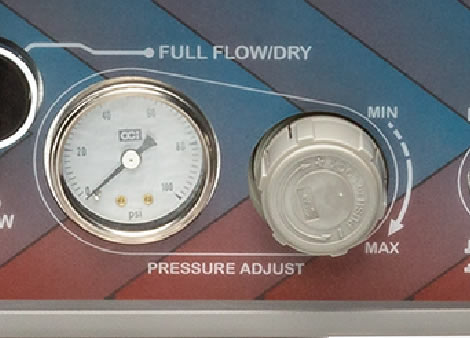 FULL FLOW/DRY
MIN
40
60
20
80
0
100
psi
W
MAX
PRESSURE ADJUST